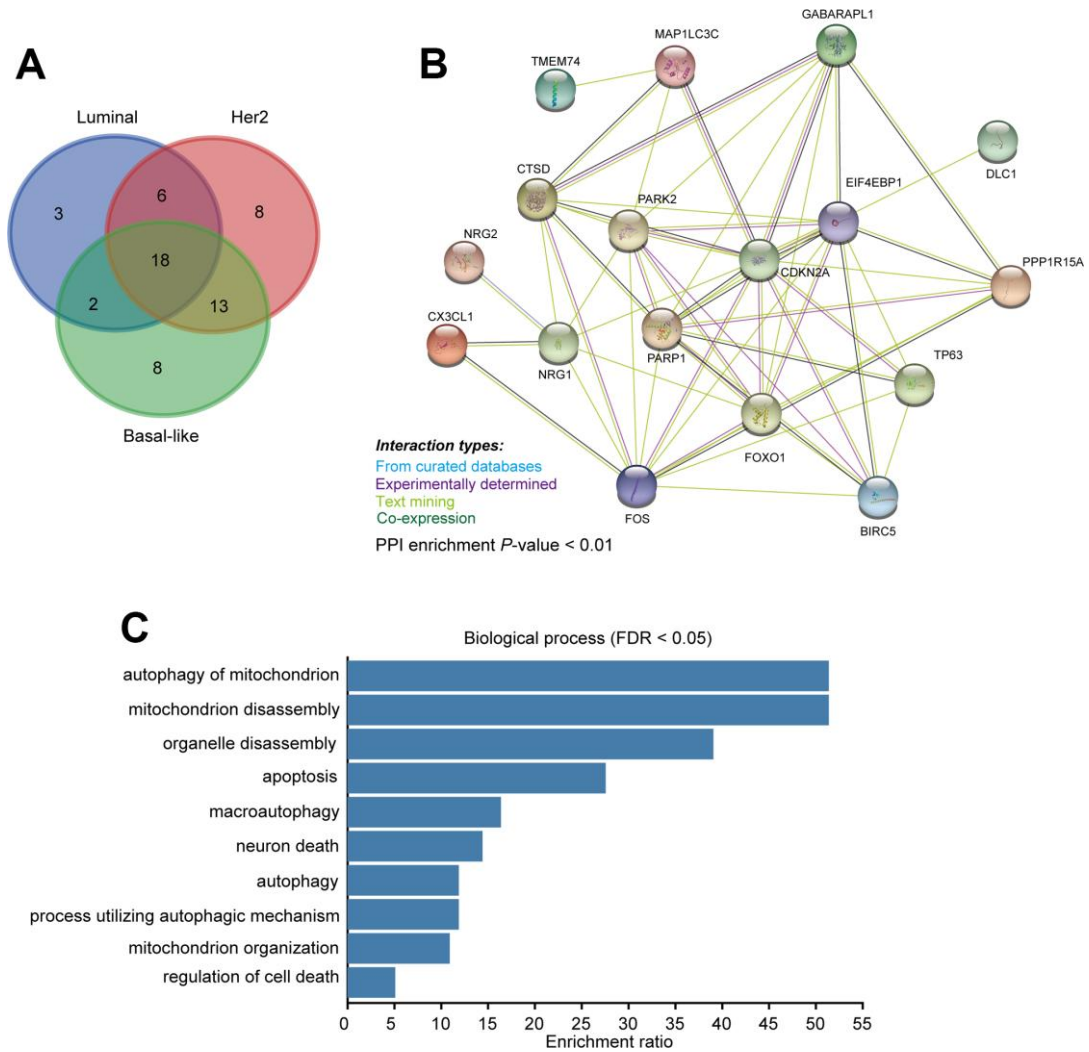 A
Luminal
Her2
3
6
8
18
2
13
8
Basal-like
B
GABARAPL1
MAP1LC3C
TMEM74
DLC1
CTSD
EIF4EBP1
PARK2
NRG2
CDKN2A
PPP1R15A
CX3CL1
PARP1
NRG1
TP63
FOXO1
FOS
BIRC5
Interaction types:
From curated databases
Experimentally determined
Text mining
Co-expression
PPI enrichment P-value < 0.01
C
Biological process (FDR < 0.05)
autophagy of mitochondrion
mitochondrion disassembly
organelle disassembly
apoptosis
macroautophagy
neuron death
autophagy
process utilizing autophagic mechanism
mitochondrion organization
regulation of cell death
0 5 10 15 20 25 30 35 40 45 50 55
Enrichment ratio